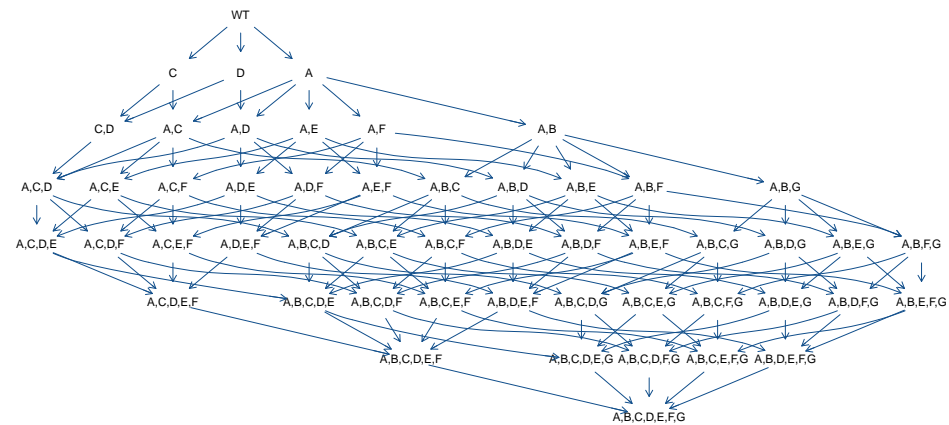 WT
C D A
C,D A,C A,D A,E A,F A,B
A,C,D A,C,E A,C,F A,D,E A,D,F A,E,F A,B,C A,B,D A,B,E A,B,F A,B,G
A,C,D,E A,C,D,F A,C,E,F A,D,E,F A,B,C,D A,B,C,E A,B,C,F A,B,D,E A,B,D,F A,B,E,F A,B,C,G A,B,D,G A,B,E,G A,B,F,G
A,C,D,E,F A,B,C,D,E A,B,C,D,F A,B,C,E,F A,B,D,E,F A,B,C,D,G A,B,C,E,G A,B,C,F,G A,B,D,E,G A,B,D,F,G A,B,E,F,G
A,B,C,D,E,F A,B,C,D,E,G A,B,C,D,F,G A,B,C,E,F,G A,B,D,E,F,G
A,B,C,D,E,F,G